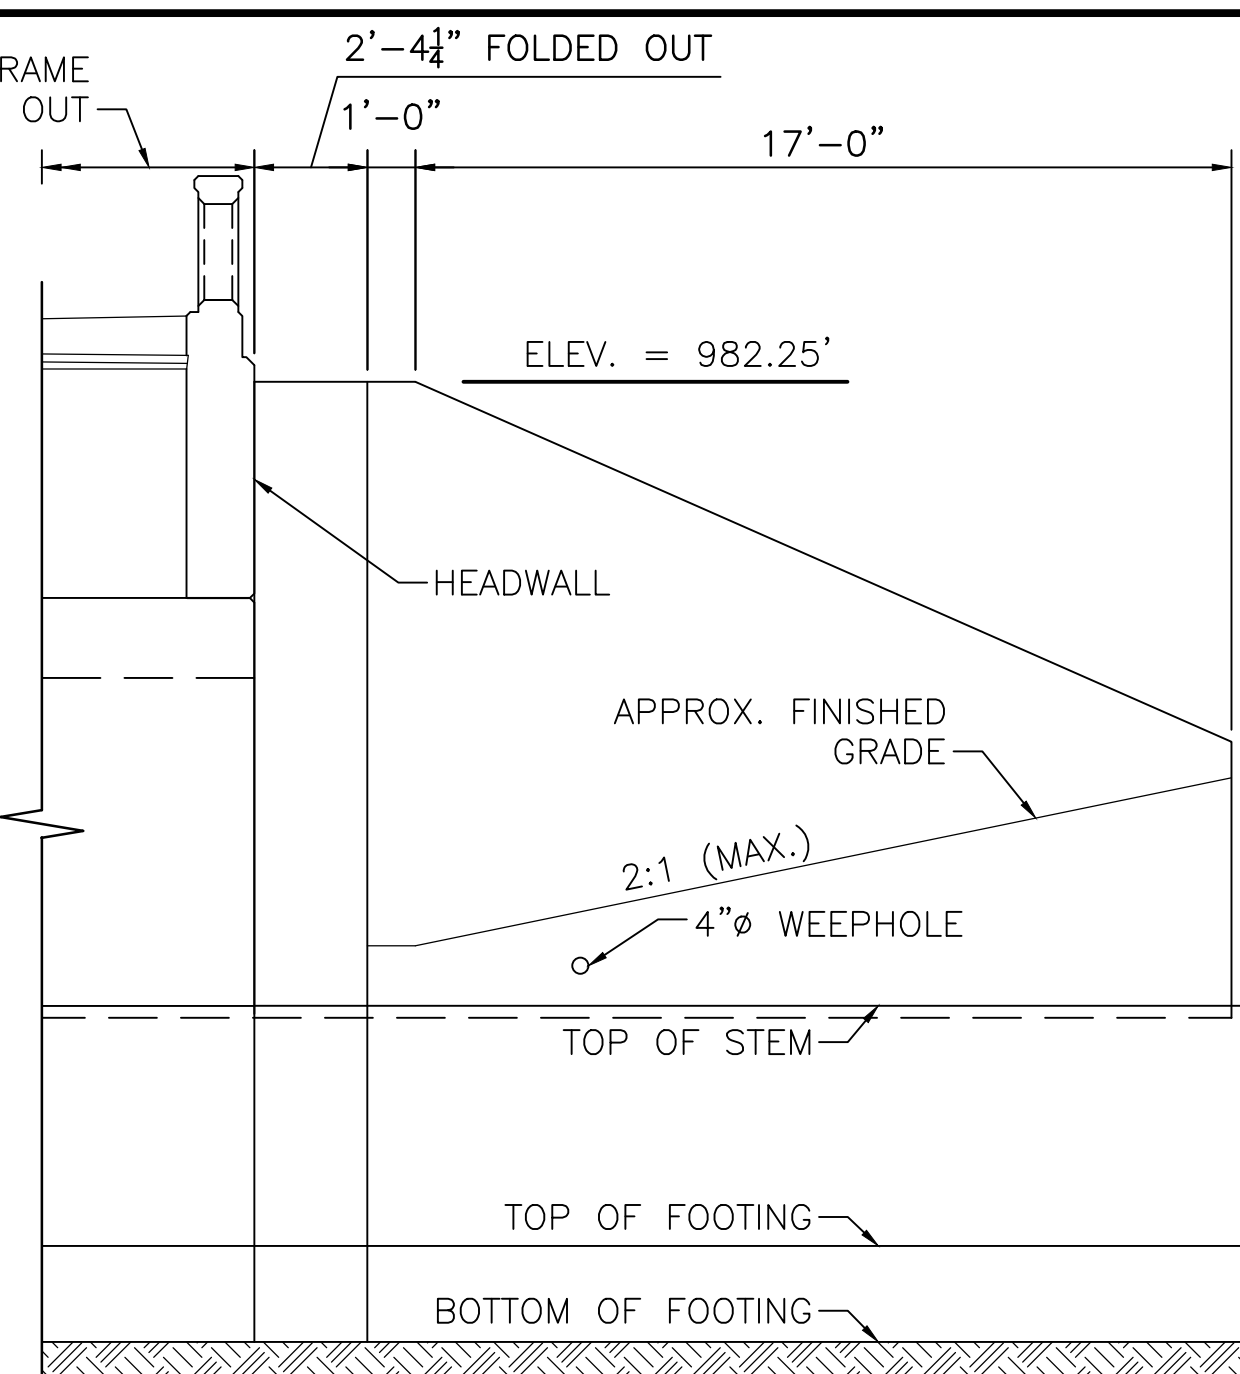 2'-4¼" FOLDED OUT
OUT
1'-0"
17'-0"
ELEV. = 982.25'
HEADWALL
APPROX. FINISHED
GRADE
2:1 (MAX.)
4"ø WEEPHOLE
TOP OF STEM
TOP OF FOOTING
BOTTOM OF FOOTING